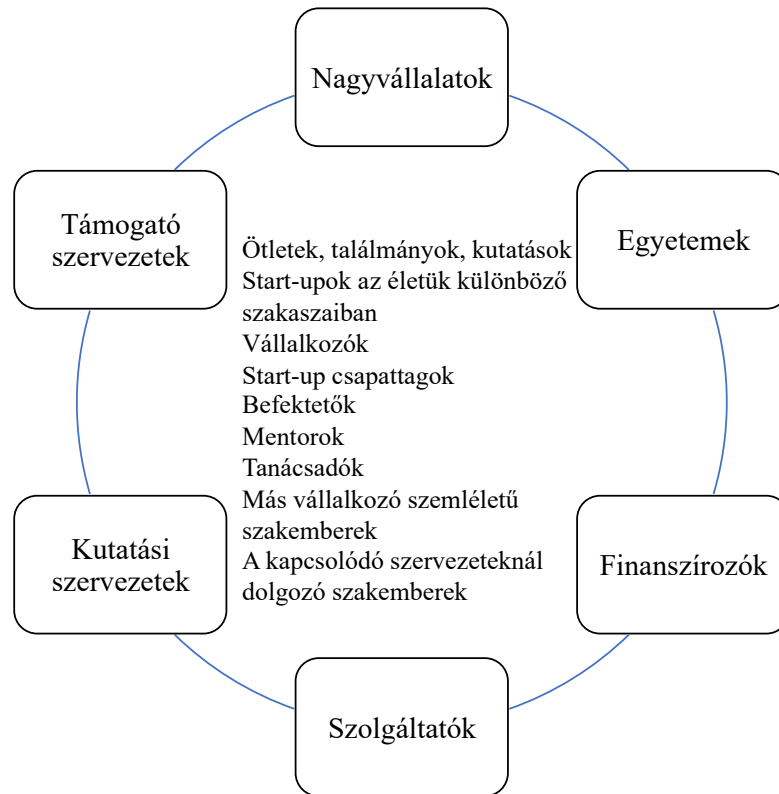 Nagyvállalatok
Támogató
szervezetek
Egyetemek
Ötletek, találmányok, kutatások
Start-upok az életük különböző
szakaszaiban
Vállalkozók
Start-up csapattagok
Befektetők
Mentorok
Tanácsadók
Más vállalkozó szemléletű
szakemberek
A kapcsolódó szervezeteknál
dolgozó szakemberek
Kutatási
szervezetek
Finanszírozók
Szolgáltatók